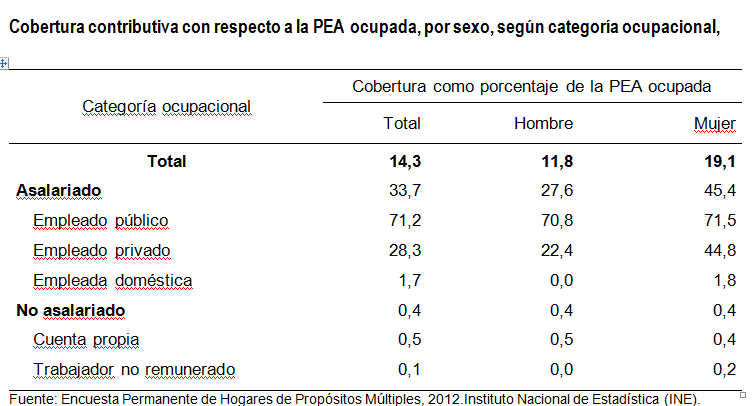 Cobertura contributiva con respecto a la PEA ocupada, por sexo, según categoría ocupacional,
Categoría ocupacional
Cobertura como porcentaje de la PEA ocupada
Total Hombre Mujer
Total 14,3 11,8 19,1
Asalariado 33,7 27,6 45,4
Empleado público 71,2 70,8 71,5
Empleado privado 28,3 22,4 44,8
Empleada doméstica 1,7 0,0 1,8
No asalariado 0,4 0,4 0,4
Cuenta propia 0,5 0,5 0,4
Trabajador no remunerado 0,1 0,0 0,2
Fuente: Encuesta Permanente de Hogares de Propósitos Múltiples, 2012.Instituto Nacional de Estadística (INE).